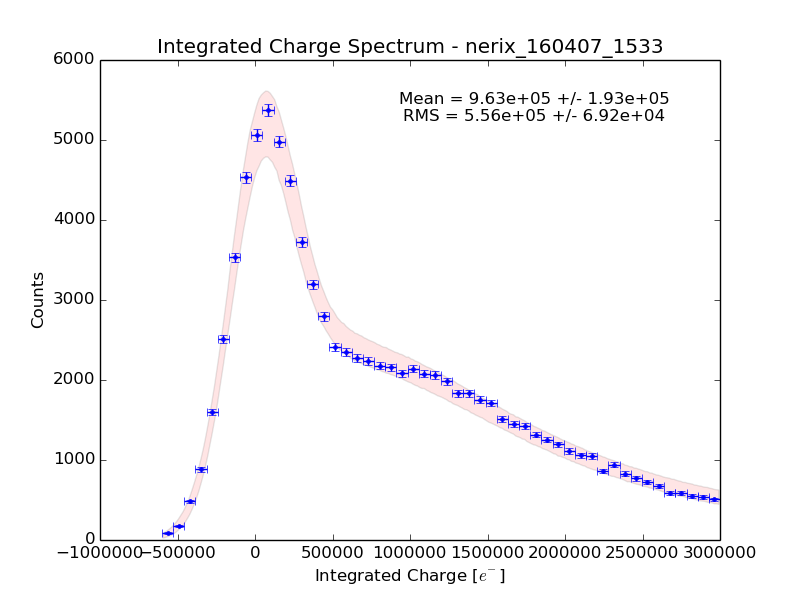 Integrated Charge Spectrum - nerix_160407_1533
6000
Mean = 9.63e+05 +/- 1.93e+05
RMS = 5.56e+05 +/- 6.92e+04
5000
4000
3000
2000
1000
0
Counts
−1000000 −500000 0 500000 1000000 1500000 2000000 2500000 3000000
Integrated Charge [e⁻]